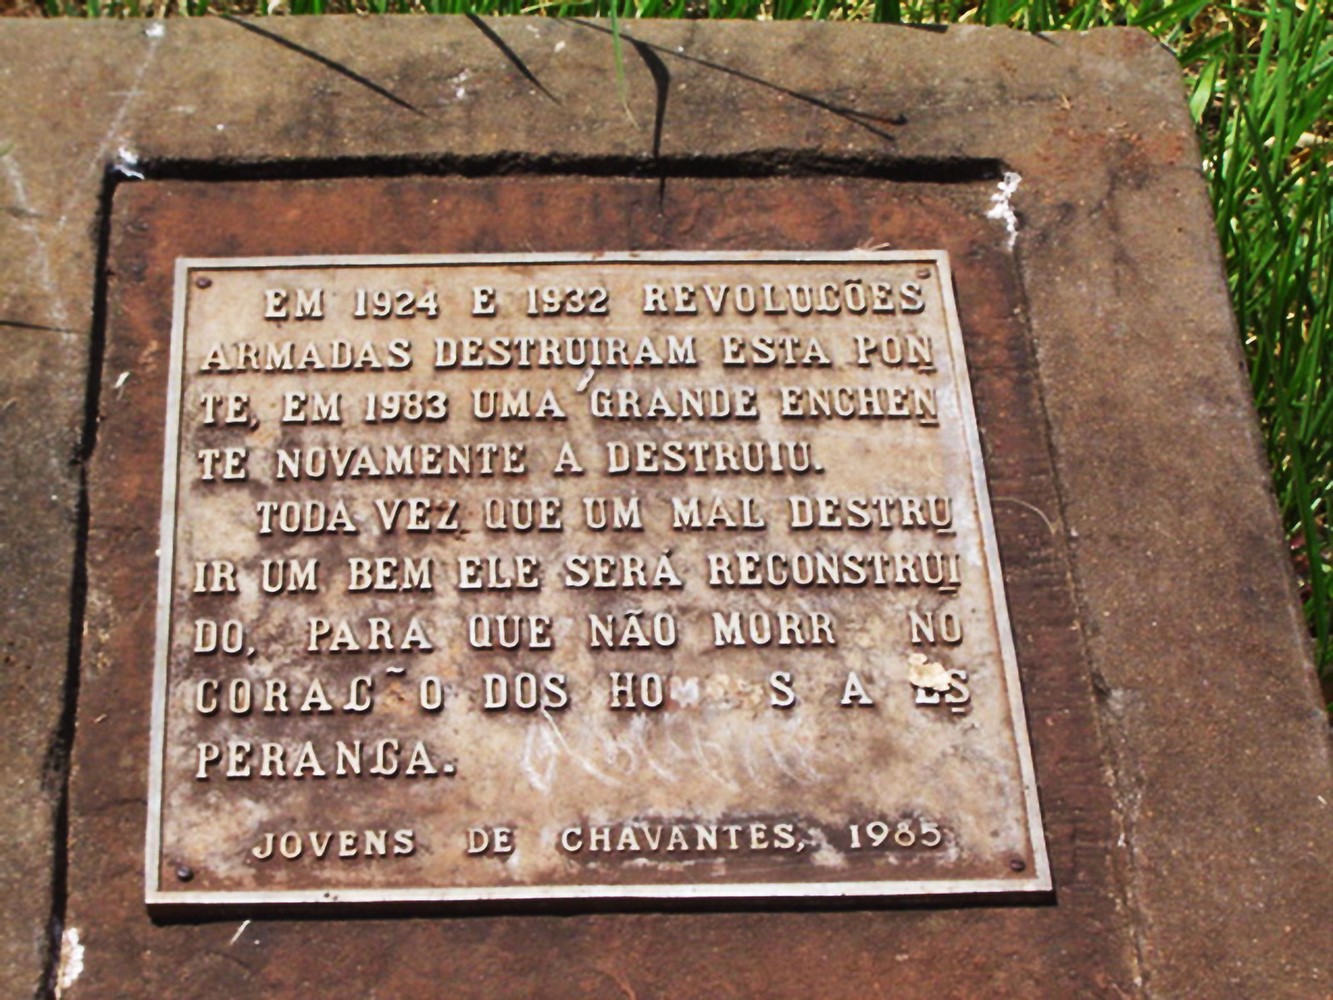 EM 1924 E 1932 REVOLUÇÕES
ARMADAS DESTRUIRAM ESTA PON
TE, EM 1983 UMA GRANDE ENCHEN
TE NOVAMENTE A DESTRUIU.
TODA VEZ QUE UM MAL DESTRU
IR UM BEM ELE SERÁ RECONSTRUI
DO, PARA QUE NÃO MORR NO
CORAÇ~O DOS HO S A ES
PERANÇA.
JOVENS DE CHAVANTES, 1985